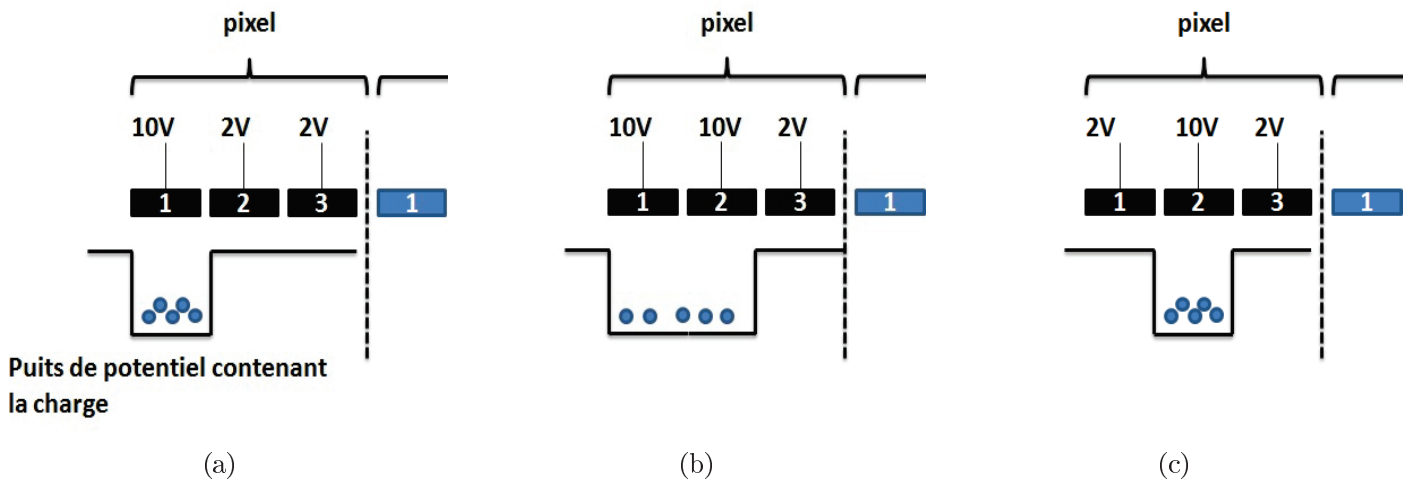 pixel
10V 2V 2V
1 2 3 1
Puits de potentiel contenant
la charge
(a)
pixel
10V 10V 2V
1 2 3 1
(b)
pixel
2V 10V 2V
1 2 3 1
(c)